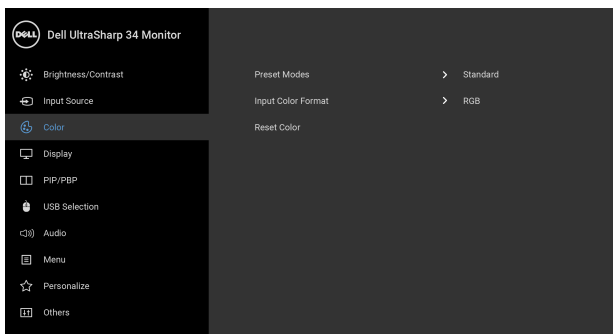 DELL Dell UltraSharp 34 Monitor
Brightness/Contrast
Preset Modes Standard
Input Source
Input Color Format RGB
Color
Reset Color
Display
PIP/PBP
USB Selection
Audio
Menu
Personalize
Others